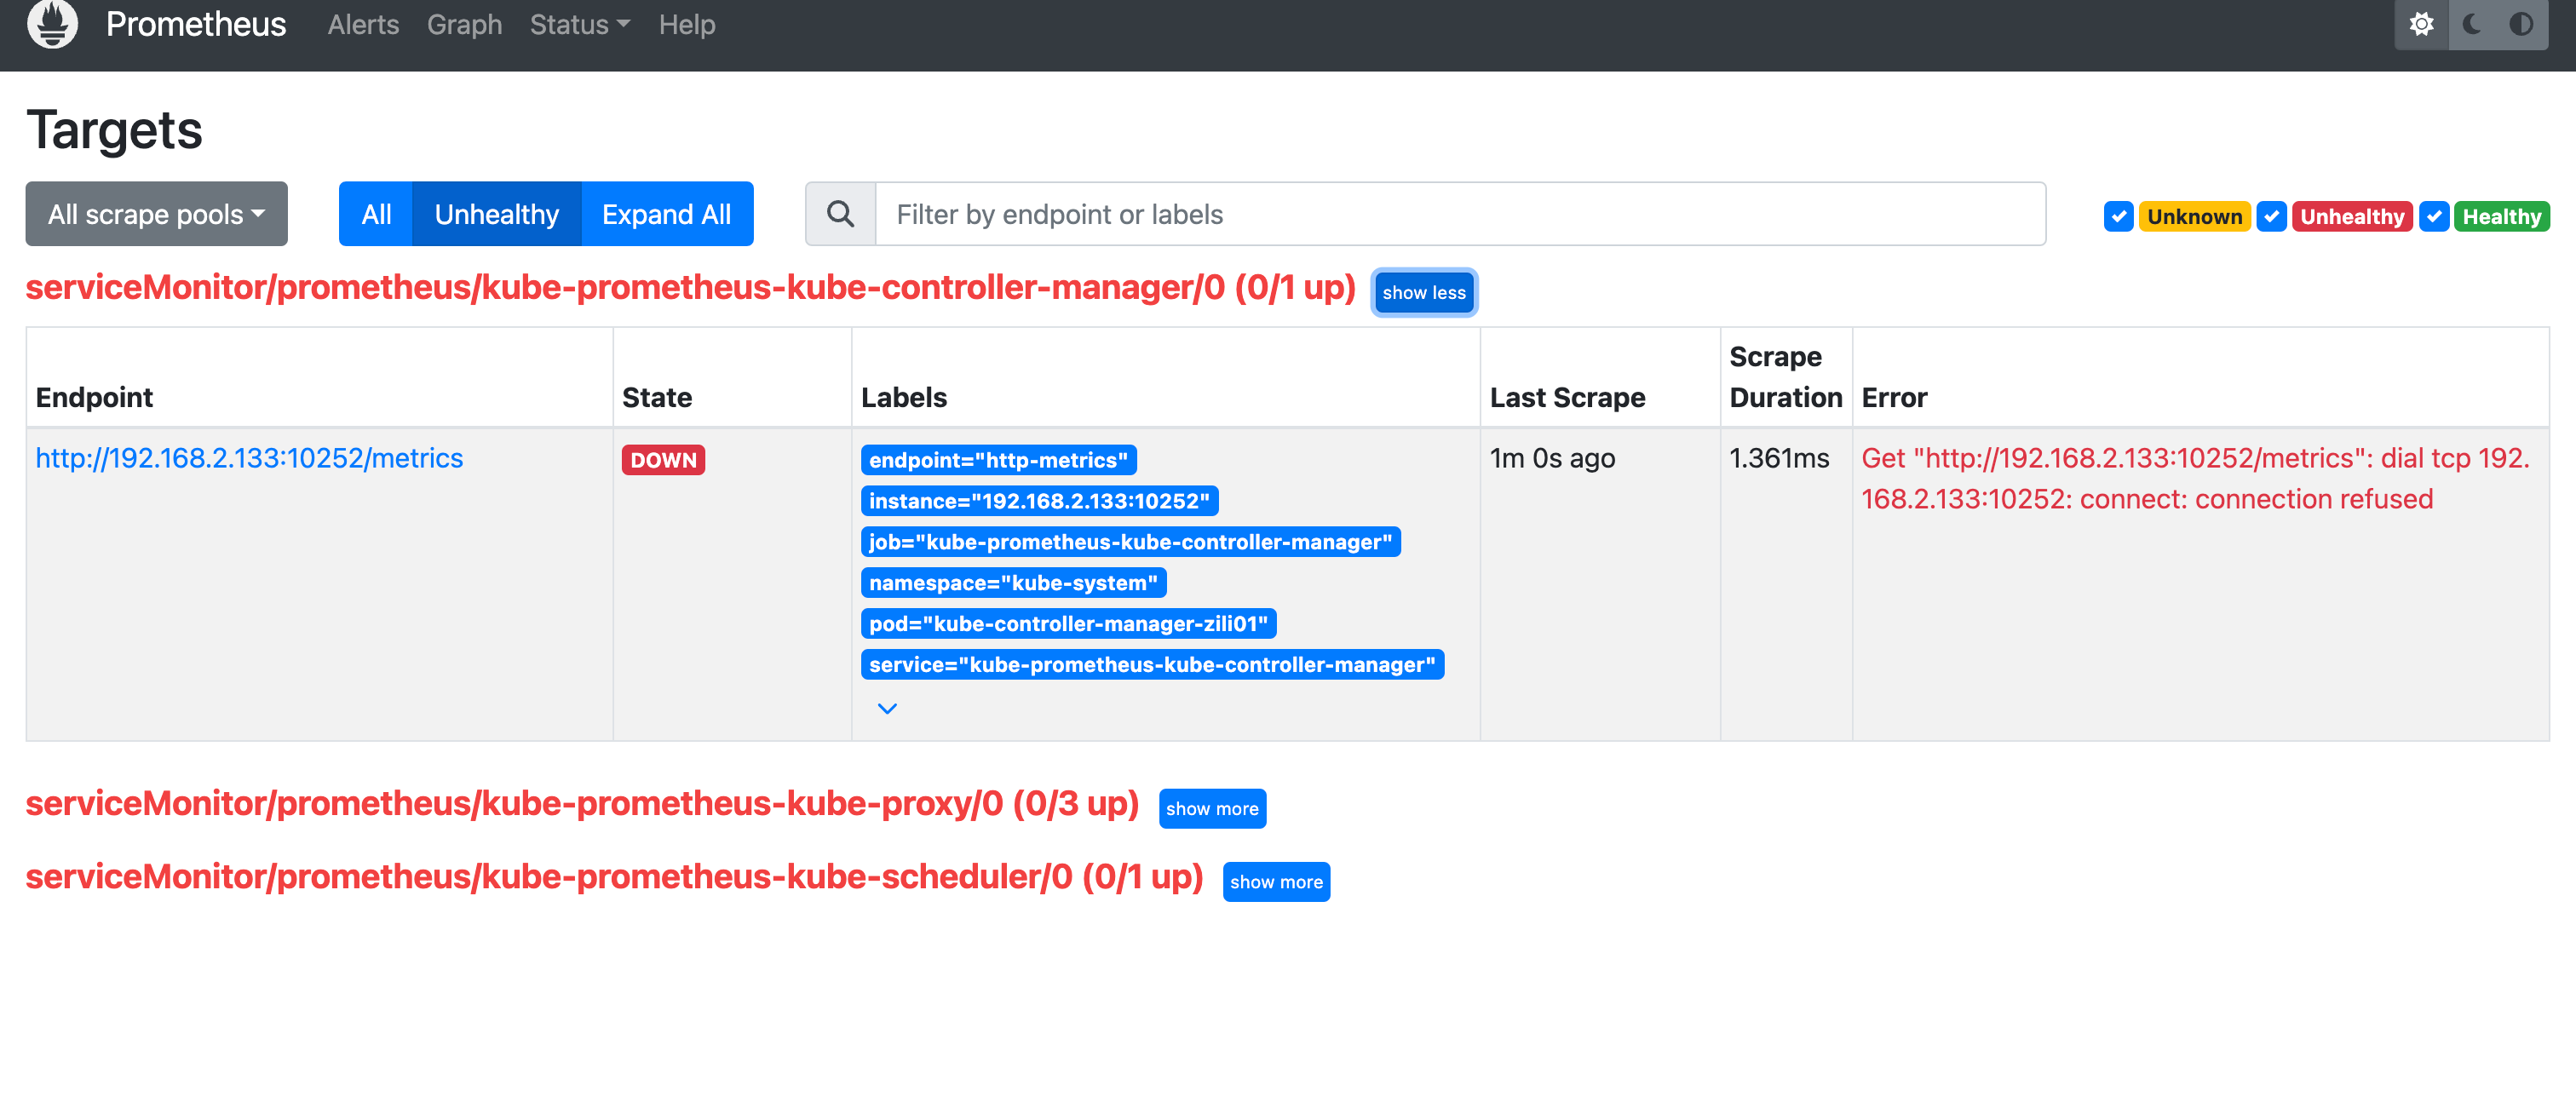 Prometheus Alerts Graph Status Help
Targets
All scrape pools All Unhealthy Expand All Filter by endpoint or labels Unknown Unhealthy Healthy
serviceMonitor/prometheus/kube-prometheus-kube-controller-manager/0 (0/1 up) show less
Endpoint State Labels Last Scrape Scrape Duration Error
http://192.168.2.133:10252/metrics DOWN endpoint="http-metrics" 1m 0s ago 1.361ms Get "http://192.168.2.133:10252/metrics": dial tcp 192.
instance="192.168.2.133:10252" 168.2.133:10252: connect: connection refused
job="kube-prometheus-kube-controller-manager"
namespace="kube-system"
pod="kube-controller-manager-zili01"
service="kube-prometheus-kube-controller-manager"
serviceMonitor/prometheus/kube-prometheus-kube-proxy/0 (0/3 up) show more
serviceMonitor/prometheus/kube-prometheus-kube-scheduler/0 (0/1 up) show more